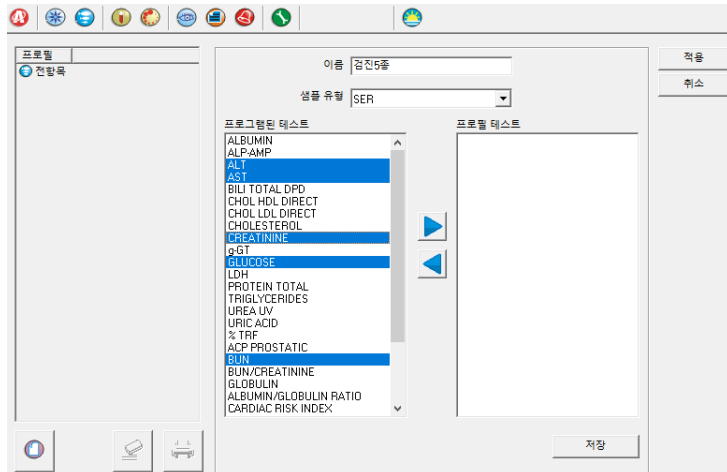 프로필
전항목
이름 검진5종
샘플 유형 SER
프로그램된 테스트
ALBUMIN
ALP-AMP
ALT
AST
BILI TOTAL DPD
CHOL HDL DIRECT
CHOL LDL DIRECT
CHOLESTEROL
CREATININE
g-GT
GLUCOSE
LDH
PROTEIN TOTAL
TRIGLYCERIDES
UREA UV
URIC ACID
% TRF
ACP PROSTATIC
BUN
BUN/CREATININE
GLOBULIN
ALBUMIN/GLOBULIN RATIO
CARDIAC RISK INDEX
프로필 테스트
저장
적용
취소